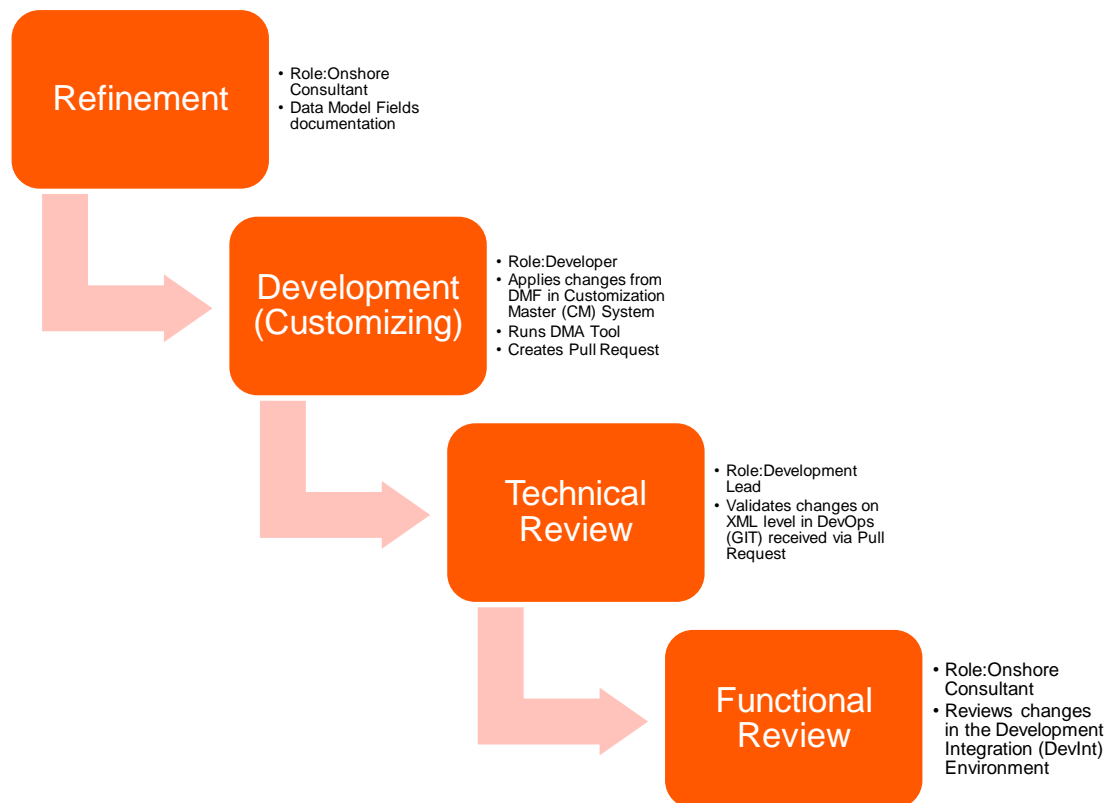 Refinement
• Role:Onshore
Consultant
• Data Model Fields
documentation
Development
(Customizing)
• Role:Developer
• Applies changes from
DMF in Customization
Master (CM) System
• Runs DMA Tool
• Creates Pull Request
Technical
Review
• Role:Development
Lead
• Validates changes on
XML level in DevOps
(GIT) received via Pull
Request
Functional
Review
• Role:Onshore
Consultant
• Reviews changes
in the Development
Integration (DevInt)
Environment